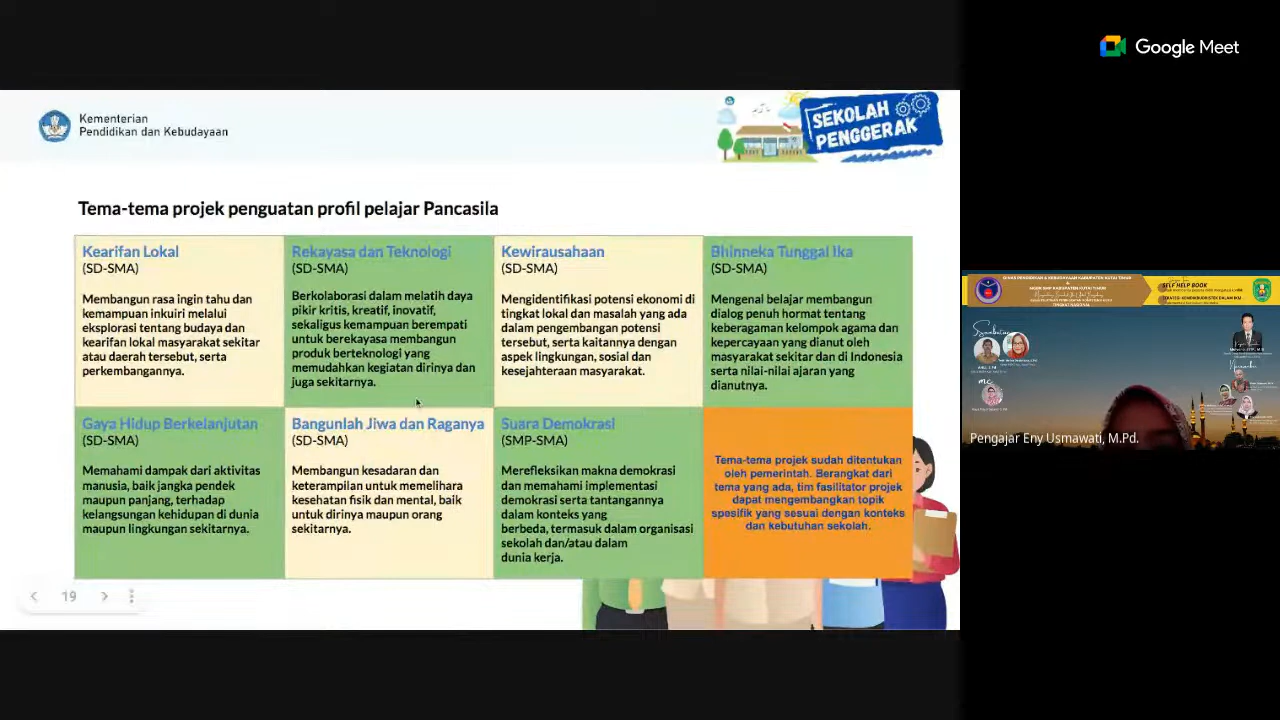 Google Meet
Kementerian
Pendidikan dan Kebudayaan
SEKOLAH
PENGGERAK
Tema-tema projek penguatan profil pelajar Pancasila
Kearifan Lokal
(SD-SMA)
Membangun rasa ingin tahu dan
kemampuan inkuiri melalui
eksplorasi tentang budaya dan
kearifan lokal masyarakat sekitar
atau daerah tersebut, serta
perkembangannya.
Rekayasa dan Teknologi
(SD-SMA)
Berkolaborasi dalam melatih daya
pikir kritis, kreatif, inovatif,
sekaligus kemampuan berempati
untuk berekayasa membangun
produk berteknologi yang
memudahkan kegiatan dirinya dan
juga sekitarnya.
Kewirausahaan
(SD-SMA)
Mengidentifikasi potensi ekonomi di
tingkat lokal dan masalah yang ada
dalam pengembangan potensi
tersebut, serta kaitannya dengan
aspek lingkungan, sosial dan
kesejahteraan masyarakat.
Bhinneka Tunggal Ika
(SD-SMA)
Mengenal belajar membangun
dialog penuh hormat tentang
keberagaman kelompok agama dan
kepercayaan yang dianut oleh
masyarakat sekitar dan di Indonesia
serta nilai-nilai ajaran yang
dianutnya.
Gaya Hidup Berkelanjutan
(SD-SMA)
Memahami dampak dari aktivitas
manusia, baik jangka pendek
maupun panjang, terhadap
kelangsungan kehidupan di dunia
maupun lingkungan sekitarnya.
Bangunlah Jiwa dan Raganya
(SD-SMA)
Membangun kesadaran dan
keterampilan untuk memelihara
kesehatan fisik dan mental, baik
untuk dirinya maupun orang
sekitarnya.
Suara Demokrasi
(SMP-SMA)
Merefleksikan makna demokrasi
dan memahami implementasi
demokrasi serta tantangannya
dalam konteks yang
berbeda, termasuk dalam organisasi
sekolah dan/atau dalam
dunia kerja.
Tema-tema projek sudah ditentukan
oleh pemerintah. Berangkat dari
tema yang ada, tim fasilitator projek
dapat mengembangkan topik
spesifik yang sesuai dengan konteks
dan kebutuhan sekolah.
19
DINAS PENDIDIKAN & KEBUDAYAAN KABUPATEN KUTAI TIMUR
SELF HELP BOOK
Sambutan
MC
Pengajar Eny Usmawati, M.Pd.